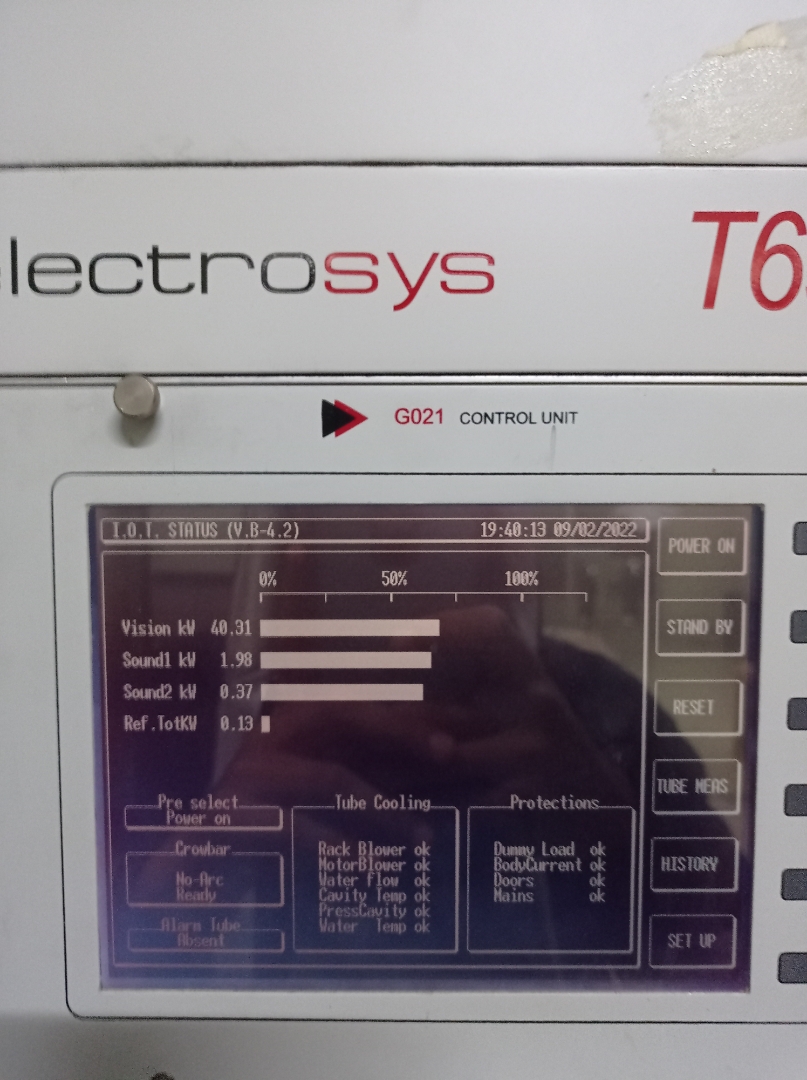 lectrosys T6
G021 CONTROL UNIT
I.O.T. STATUS (V.B-4.2) 19:40:13 09/02/2022
0% 50% 100%
Vision kW 40.31
Sound1 kW 1.98
Sound2 kW 0.37
Ref.TotKW 0.13
Pre select
Power on
Crowbar
No-Arc
Ready
Alarm Tube
Absent
Tube Cooling
Rack Blower ok
MotorBlower ok
Water flow ok
Cavity Temp ok
PressCavity ok
Water Temp ok
Protections
Dummy Load ok
BodyCurrent ok
Doors ok
Mains ok
POWER ON
STAND BY
RESET
TUBE MEAS
HISTORY
SET UP